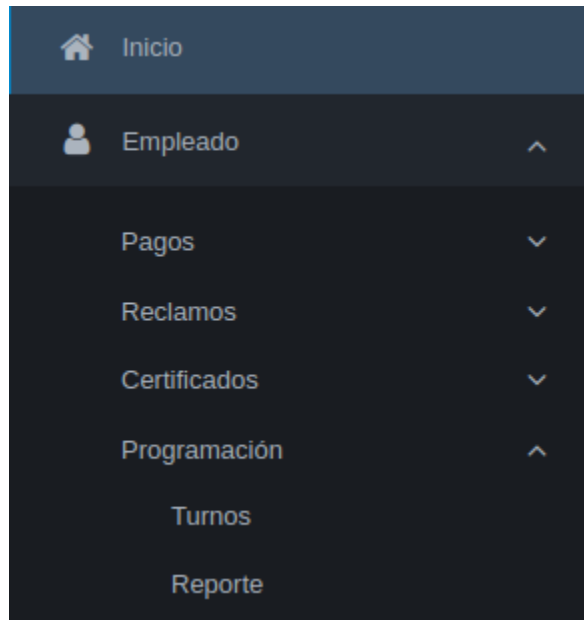 Inicio
Empleado
Pagos
Reclamos
Certificados
Programación
Turnos
Reporte